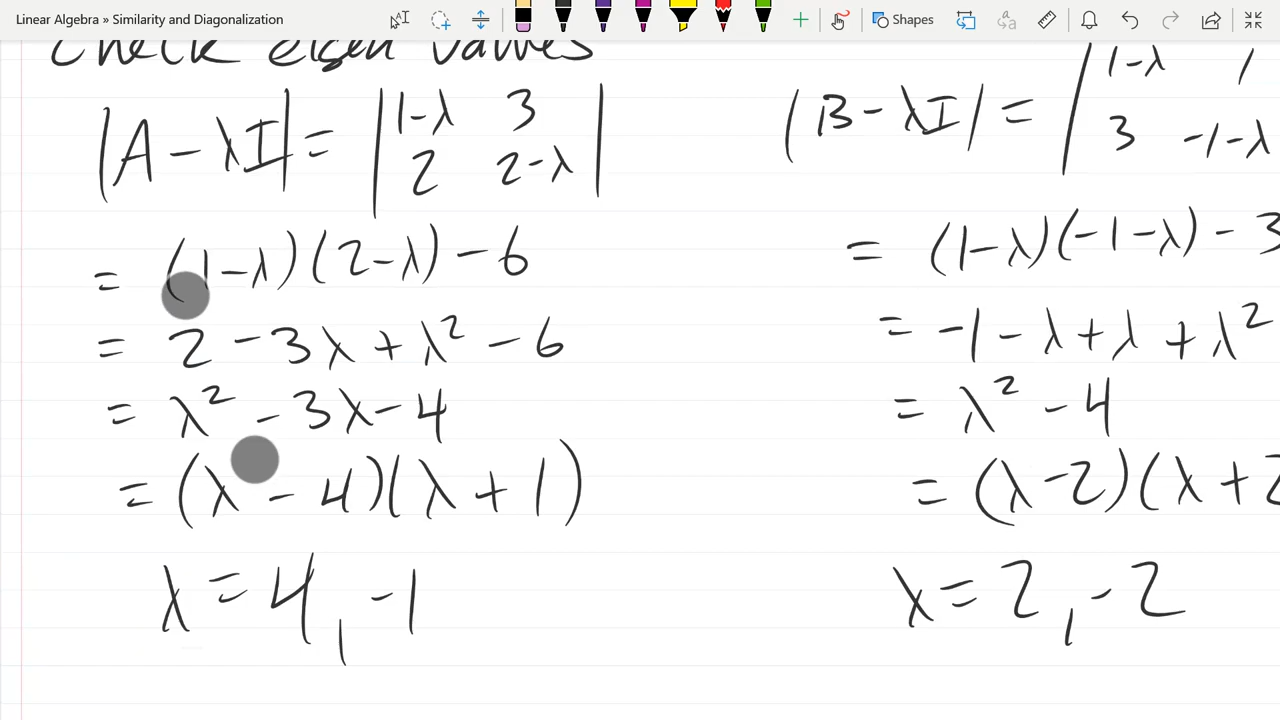 Linear Algebra » Similarity and Diagonalization
Shapes
check eigen values
|A - λI| = |1-λ 3|
|2 2-λ|
= (1-λ)(2-λ) - 6
= 2 - 3λ + λ² - 6
= λ² - 3λ - 4
= (λ - 4)(λ + 1)
λ = 4, -1
|B - λI| = |1-λ 1
3 -1-λ
= (1-λ)(-1-λ) - 3
= -1 - λ + λ + λ²
= λ² - 4
= (λ-2)(λ+2
λ = 2, -2